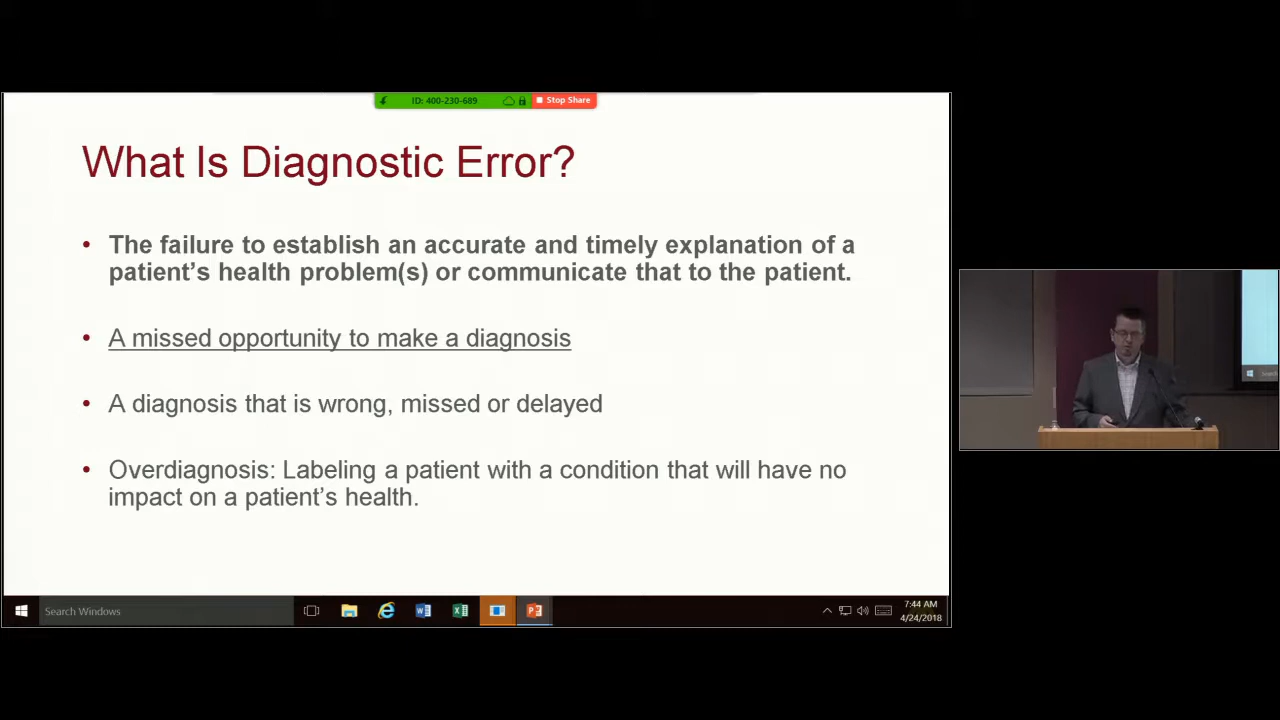 ID: 400-230-689
Stop Share
What Is Diagnostic Error?
• The failure to establish an accurate and timely explanation of a
patient's health problem(s) or communicate that to the patient.
• A missed opportunity to make a diagnosis
• A diagnosis that is wrong, missed or delayed
• Overdiagnosis: Labeling a patient with a condition that will have no
impact on a patient's health.
Search Windows
7:44 AM
4/24/2018